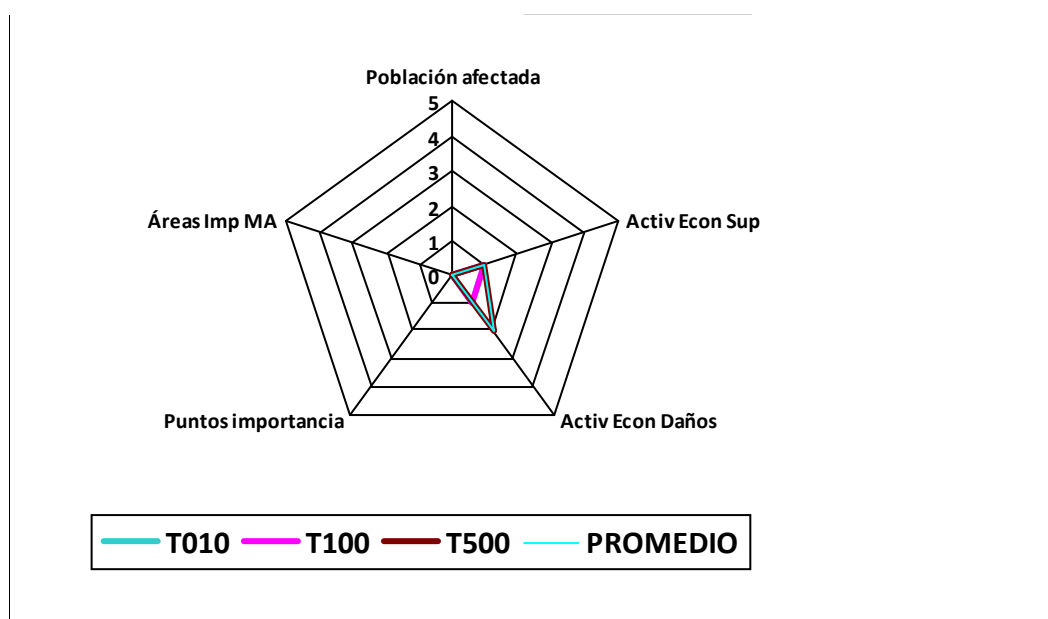 Población afectada
5
4
3
2
1
0
Áreas Imp MA
Activ Econ Sup
Puntos importancia
Activ Econ Daños
T010 T100 T500 PROMEDIO